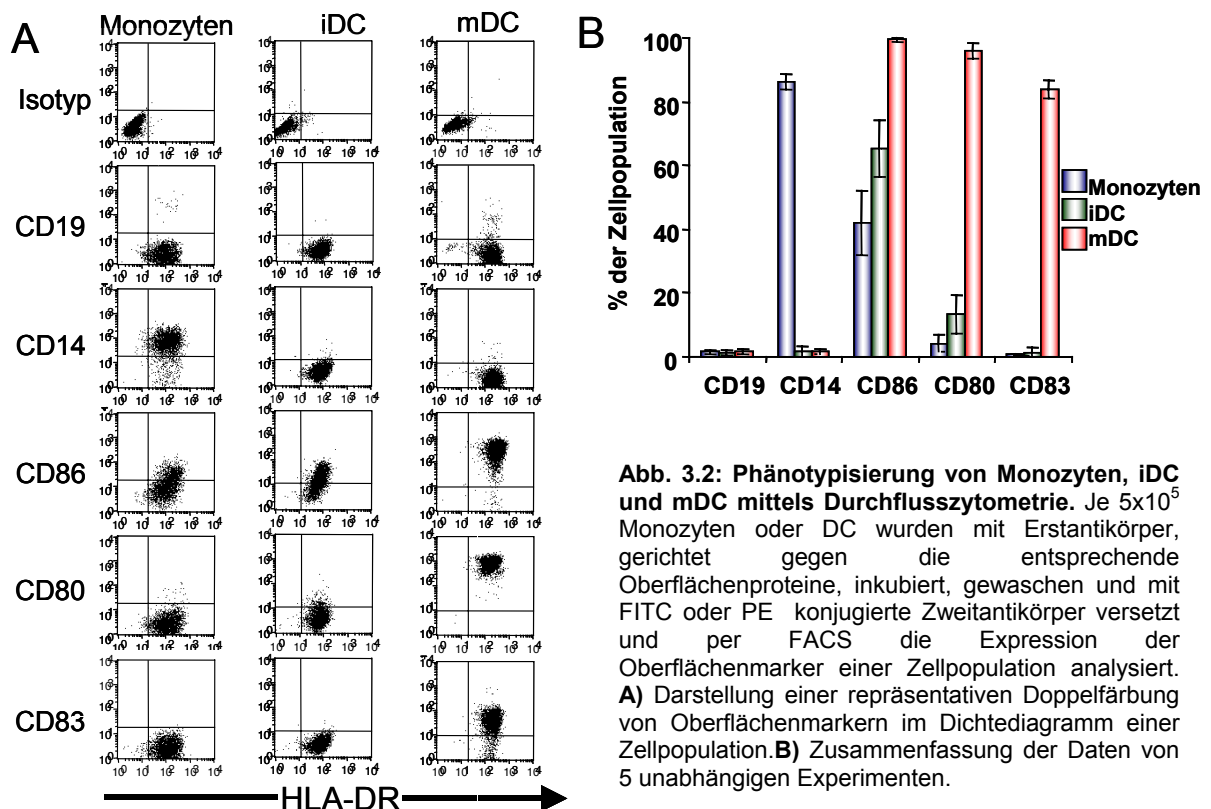 A
Monozyten iDC mDC
Isotyp
CD19
CD14
CD86
CD80
CD83
HLA-DR
B
% der Zellpopulation
100
80
60
40
20
0
CD19 CD14 CD86 CD80 CD83
Monozyten
iDC
mDC
Abb. 3.2: Phänotypisierung von Monozyten, iDC
und mDC mittels Durchflusszytometrie. Je 5x10⁵
Monozyten oder DC wurden mit Erstantikörper,
gerichtet gegen die entsprechende
Oberflächenproteine, inkubiert, gewaschen und mit
FITC oder PE konjugierte Zweitantikörper versetzt
und per FACS die Expression der
Oberflächenmarker einer Zellpopulation analysiert.
A) Darstellung einer repräsentativen Doppelfärbung
von Oberflächenmarkern im Dichtediagramm einer
Zellpopulation.B) Zusammenfassung der Daten von
5 unabhängigen Experimenten.